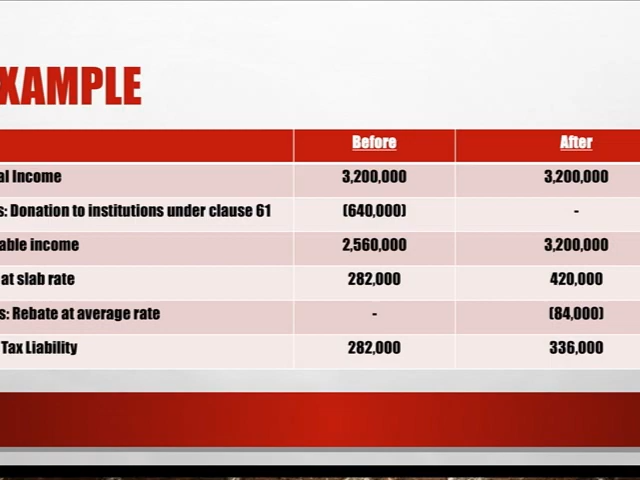 XAMPLE
Before After
al Income 3,200,000 3,200,000
s: Donation to institutions under clause 61 (640,000) -
able income 2,560,000 3,200,000
at slab rate 282,000 420,000
s: Rebate at average rate - (84,000)
Tax Liability 282,000 336,000